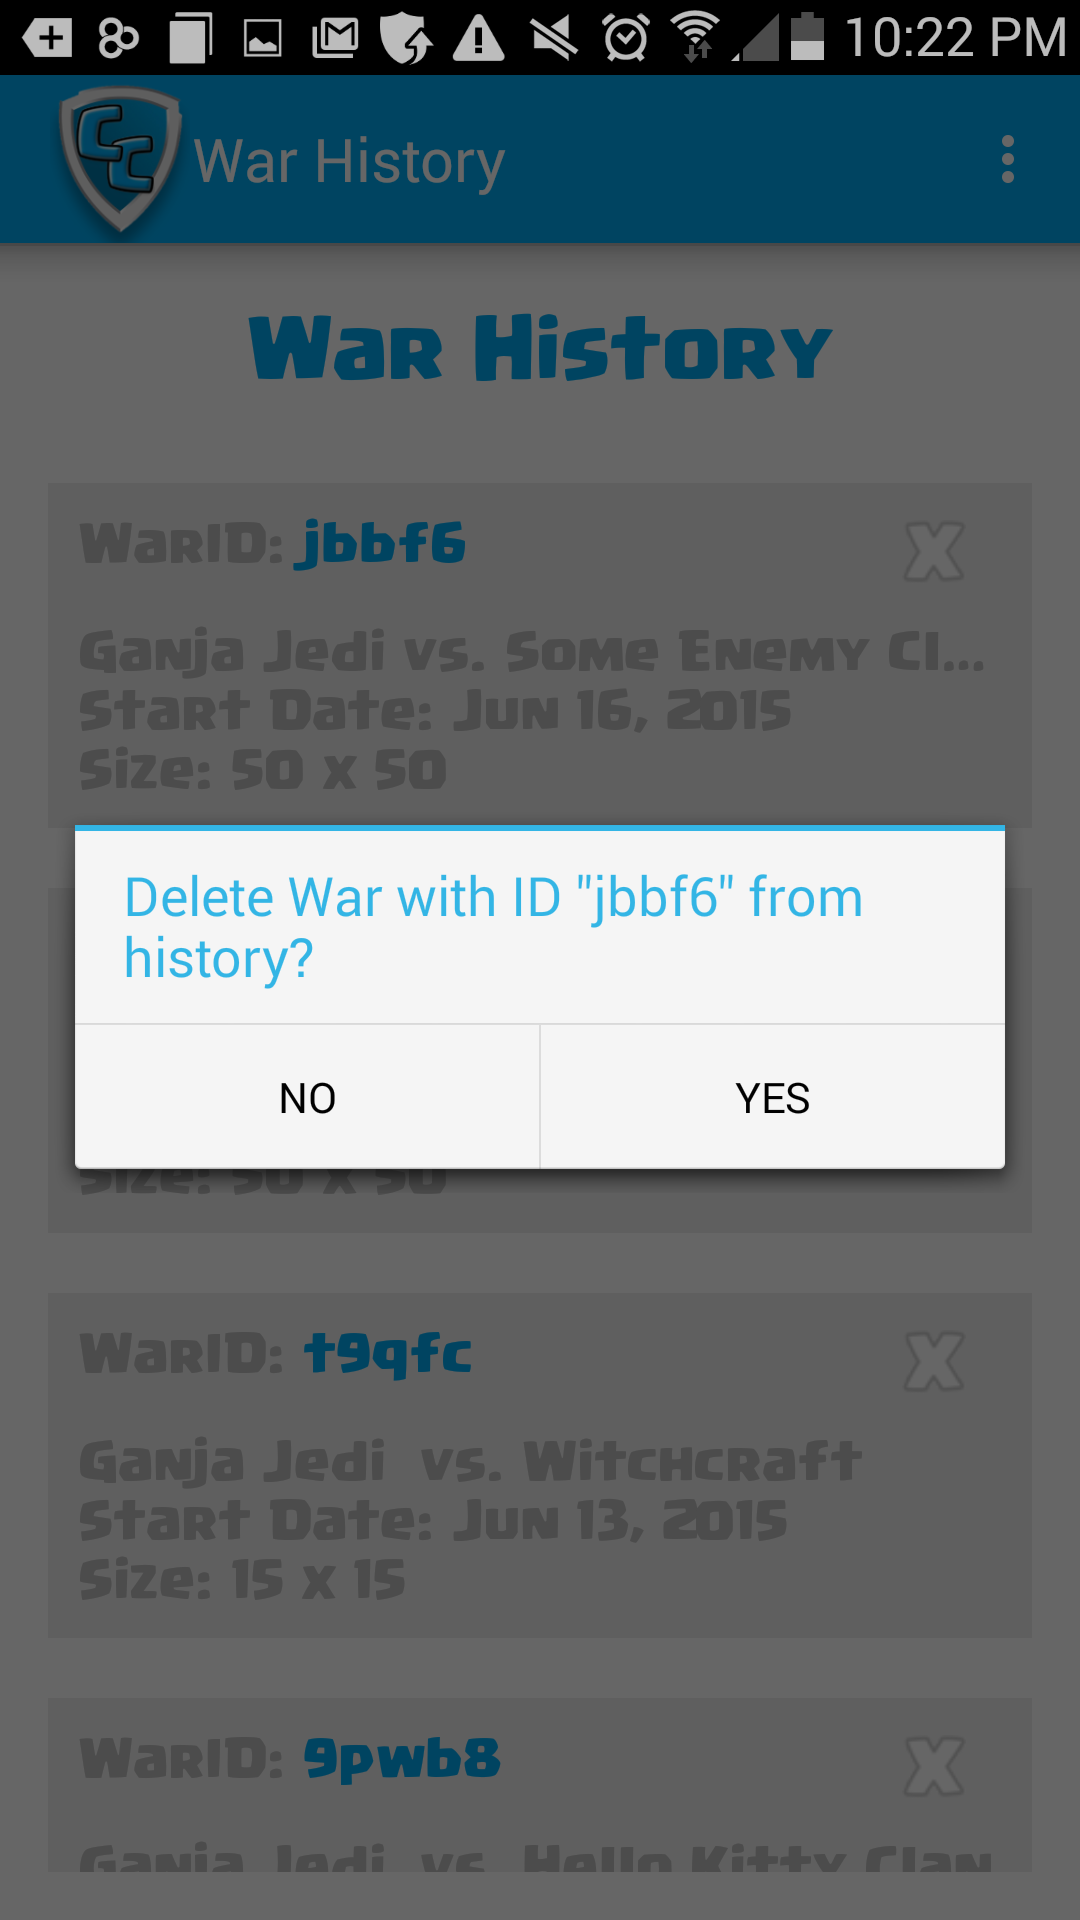 10:22 PM
CC
War History
War History
WarID: jbbf6
X
Ganja Jedi vs. Some Enemy Cl...
Start Date: Jun 16, 2015
Size: 50 x 50
Delete War with ID "jbbf6" from
history?
NO
YES
Size: 50 x 50
WarID: t9qfc
X
Ganja Jedi  vs. Witchcraft
Start Date: Jun 13, 2015
Size: 15 x 15
WarID: 9pwb8
X
Ganja Jedi  vs. Hello Kitty Clan